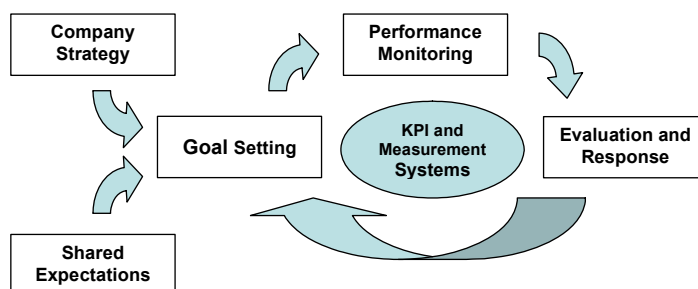 Company
Strategy
Performance
Monitoring
Goal Setting
KPI and
Measurement
Systems
Evaluation and
Response
Shared
Expectations